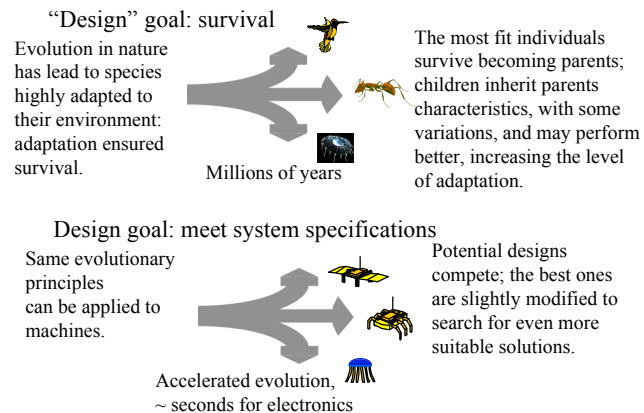 “Design” goal: survival
Evolution in nature
has lead to species
highly adapted to
their environment:
adaptation ensured
survival.
Millions of years
The most fit individuals
survive becoming parents;
children inherit parents
characteristics, with some
variations, and may perform
better, increasing the level
of adaptation.
Design goal: meet system specifications
Same evolutionary
principles
can be applied to
machines.
Accelerated evolution,
~ seconds for electronics
Potential designs
compete; the best ones
are slightly modified to
search for even more
suitable solutions.